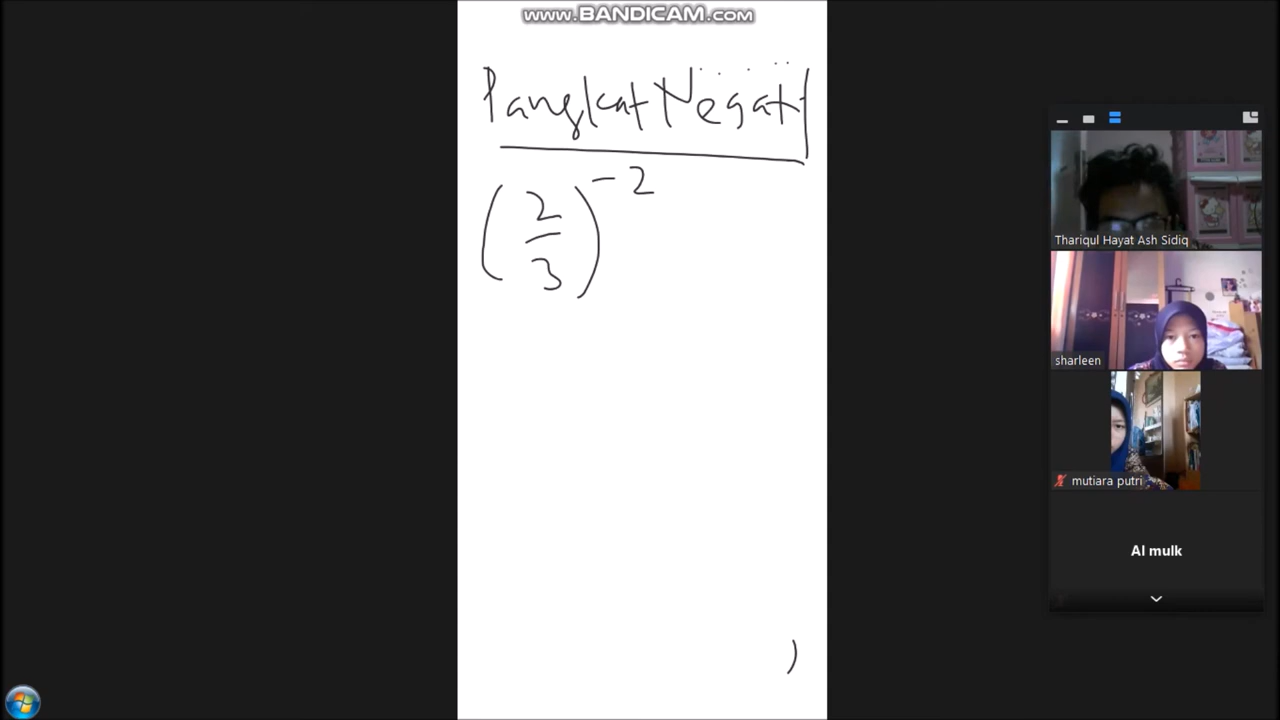 www.BANDICAM.com
Pangkat Negatif
(2/3)^-2
)
Thariqul Hayat Ash Sidiq
sharleen
mutiara putri
Al mulk